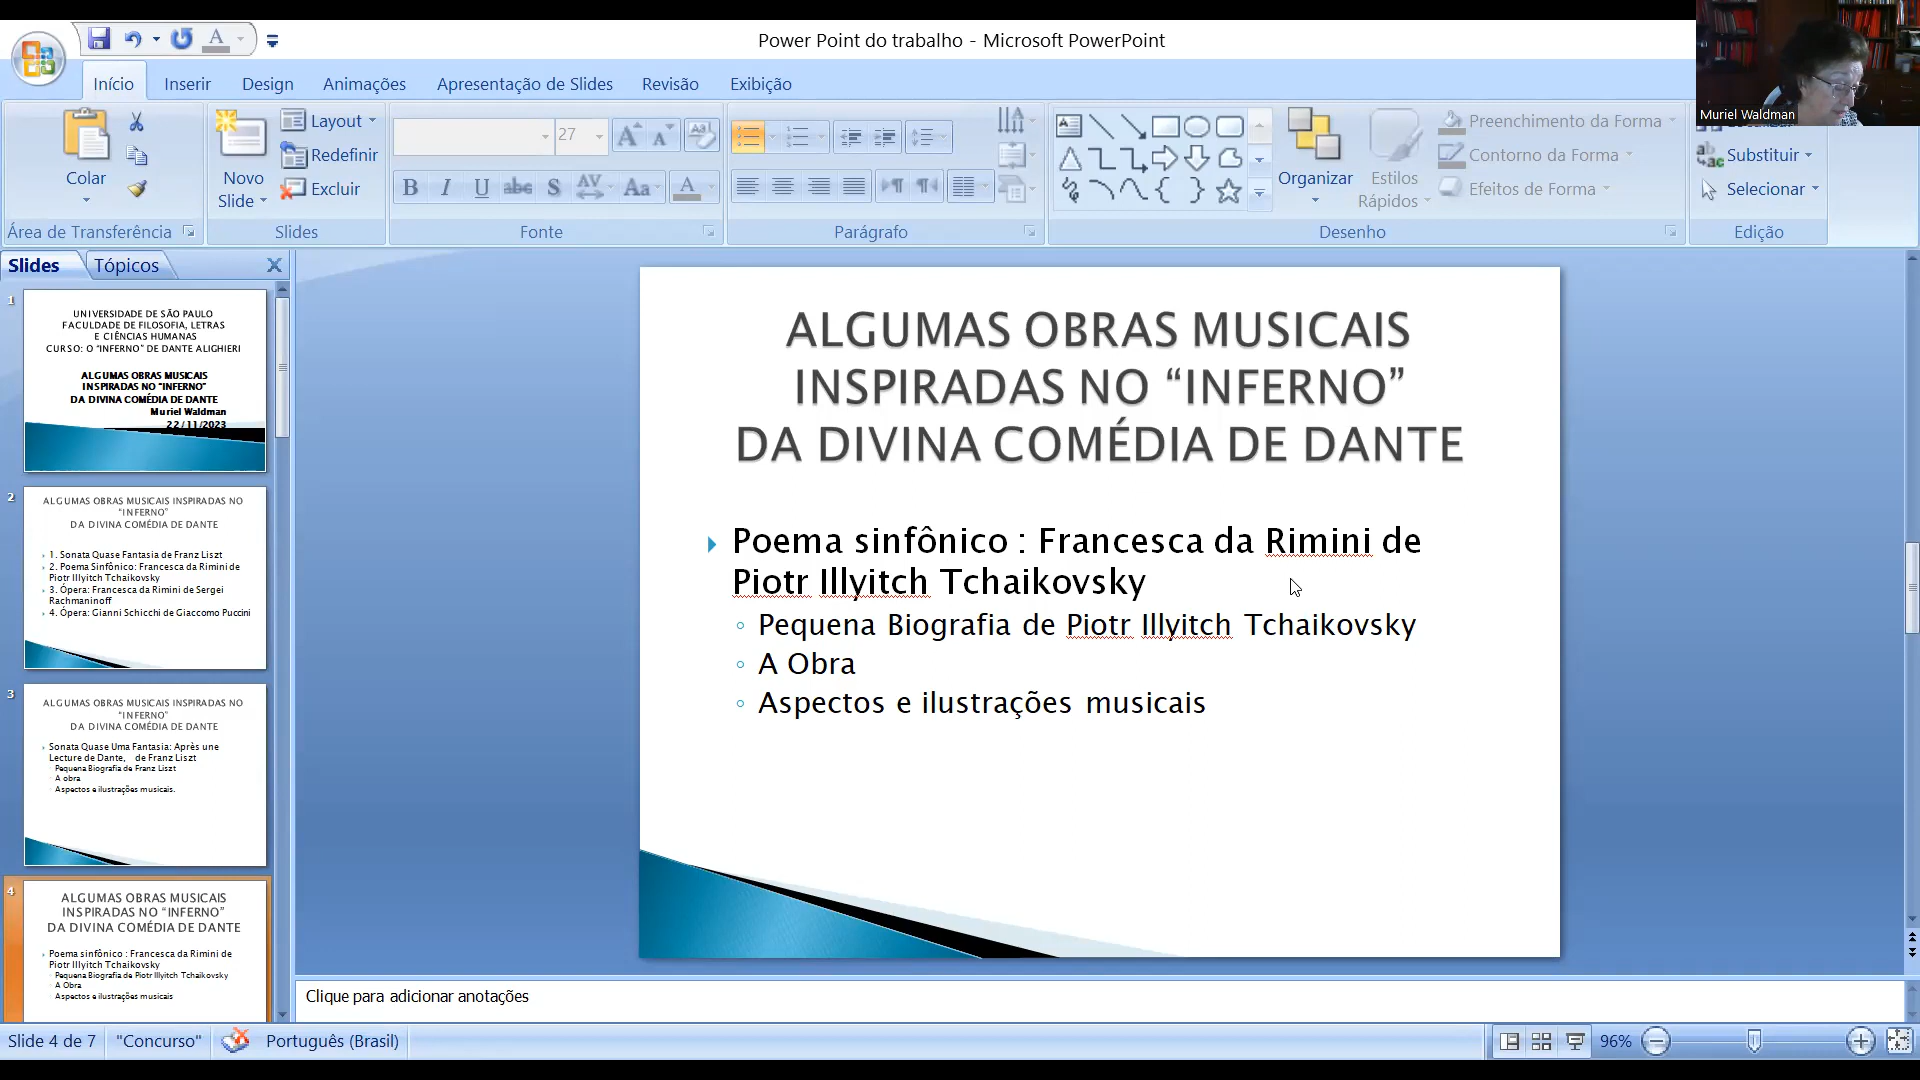 Power Point do trabalho - Microsoft PowerPoint
Muriel Waldman
Início
Inserir
Design
Animações
Apresentação de Slides
Revisão
Exibição
Colar
Área de Transferência
Novo
Slide
Layout
Redefinir
Excluir
Slides
27
Fonte
Parágrafo
Organizar
Estilos
Rápidos
Preenchimento da Forma
Contorno da Forma
Efeitos de Forma
Desenho
Substituir
Selecionar
Edição
Slides
Tópicos
1
UNIVERSIDADE DE SÃO PAULO
FACULDADE DE FILOSOFIA, LETRAS
E CIÊNCIAS HUMANAS
CURSO: O “INFERNO” DE DANTE ALIGHIERI
ALGUMAS OBRAS MUSICAIS
INSPIRADAS NO “INFERNO”
DA DIVINA COMÉDIA DE DANTE
Muriel Waldman
22/11/2023
2
ALGUMAS OBRAS MUSICAIS INSPIRADAS NO
“INFERNO”
DA DIVINA COMÉDIA DE DANTE
1. Sonata Quase Fantasia de Franz Liszt
2. Poema Sinfônico: Francesca da Rimini de
Piotr Illyitch Tchaikovsky
3. Ópera: Francesca da Rimini de Sergei
Rachmaninoff
4. Ópera: Gianni Schicchi de Giaccomo Puccini
3
ALGUMAS OBRAS MUSICAIS INSPIRADAS NO
“INFERNO”
DA DIVINA COMÉDIA DE DANTE
Sonata Quase Uma Fantasia: Après une
Lecture de Dante, de Franz Liszt
Pequena Biografia de Franz Liszt
A obra
Aspectos e ilustrações musicais.
4
ALGUMAS OBRAS MUSICAIS
INSPIRADAS NO “INFERNO”
DA DIVINA COMÉDIA DE DANTE
Poema sinfônico : Francesca da Rimini de
Piotr Illyitch Tchaikovsky
Pequena Biografia de Piotr Illyitch Tchaikovsky
A Obra
Aspectos e ilustrações musicais
ALGUMAS OBRAS MUSICAIS
INSPIRADAS NO “INFERNO”
DA DIVINA COMÉDIA DE DANTE
Poema sinfônico : Francesca da Rimini de
Piotr Illyitch Tchaikovsky
Pequena Biografia de Piotr Illyitch Tchaikovsky
A Obra
Aspectos e ilustrações musicais
Clique para adicionar anotações
Slide 4 de 7
"Concurso"
Português (Brasil)
96%